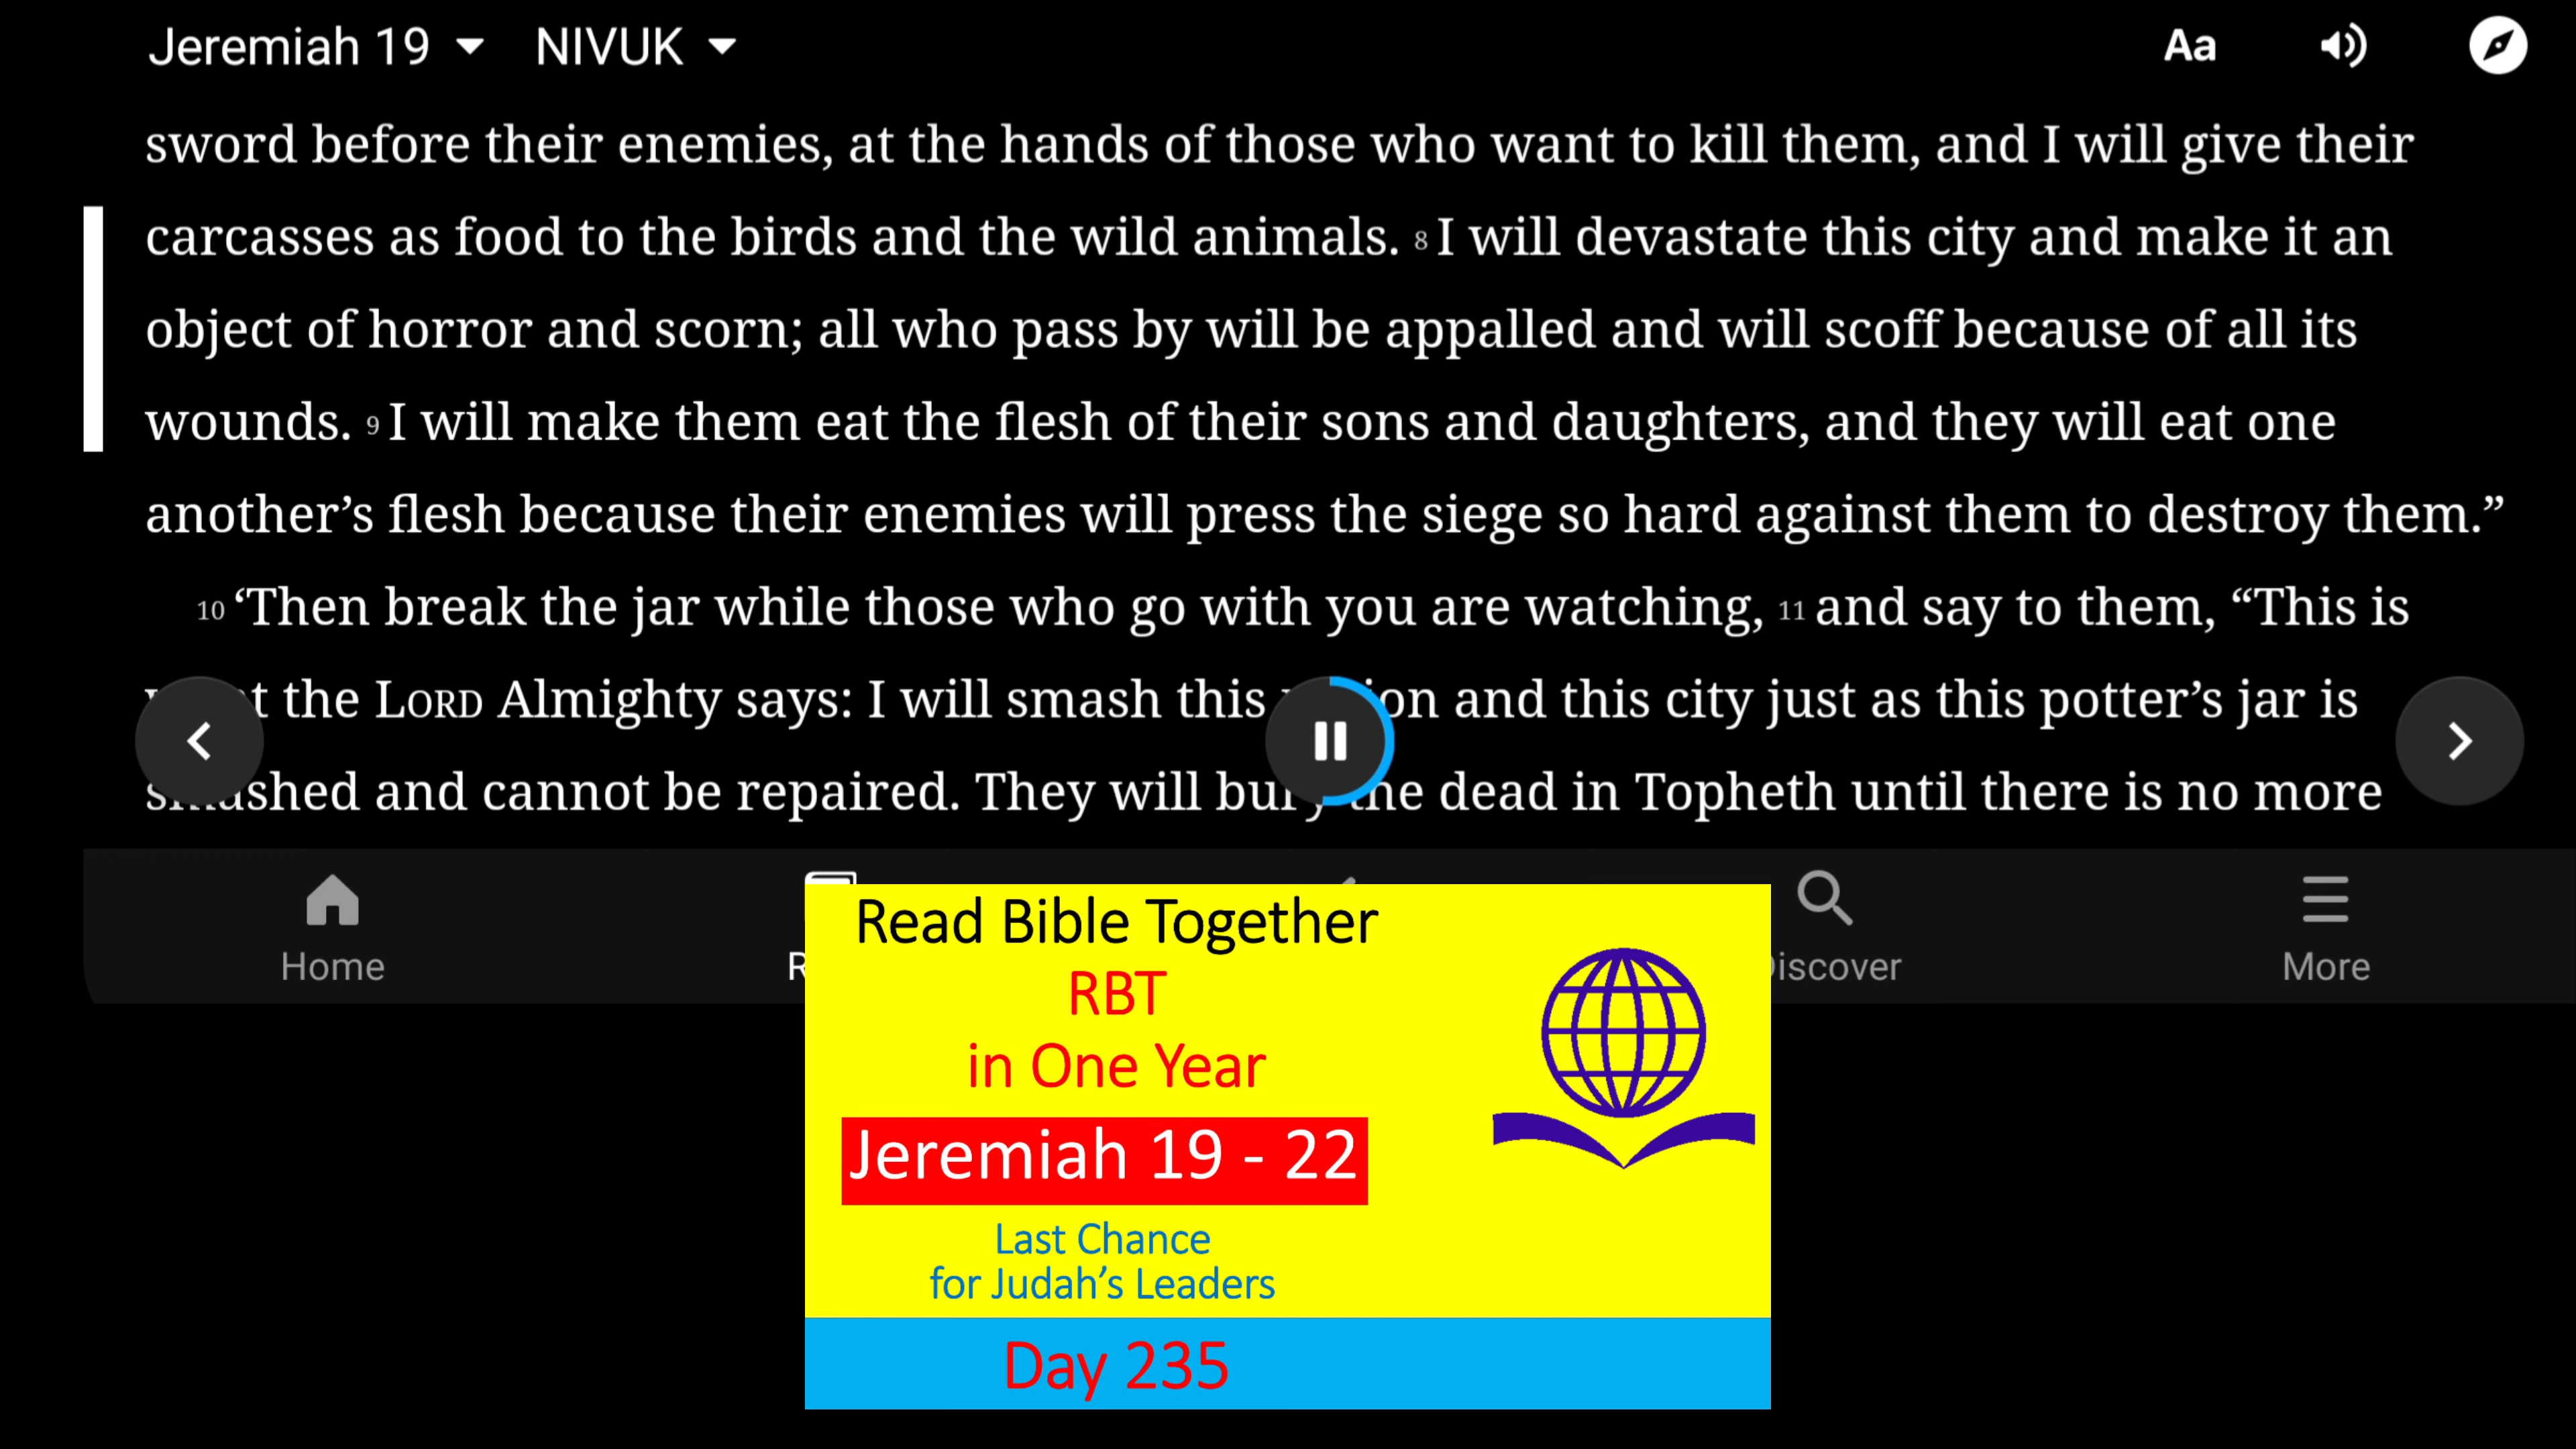 Jeremiah 19 NIVUK Aa
sword before their enemies, at the hands of those who want to kill them, and I will give their
carcasses as food to the birds and the wild animals. 8 I will devastate this city and make it an
object of horror and scorn; all who pass by will be appalled and will scoff because of all its
wounds. 9 I will make them eat the flesh of their sons and daughters, and they will eat one
another’s flesh because their enemies will press the siege so hard against them to destroy them.”
10 ‘Then break the jar while those who go with you are watching, 11 and say to them, “This is
the LORD Almighty says: I will smash this and this city just as this potter’s jar is
and cannot be repaired. They will the dead in Topheth until there is no more
Home More
Read Bible Together
RBT
in One Year
Jeremiah 19 - 22
Last Chance
for Judah’s Leaders
Day 235